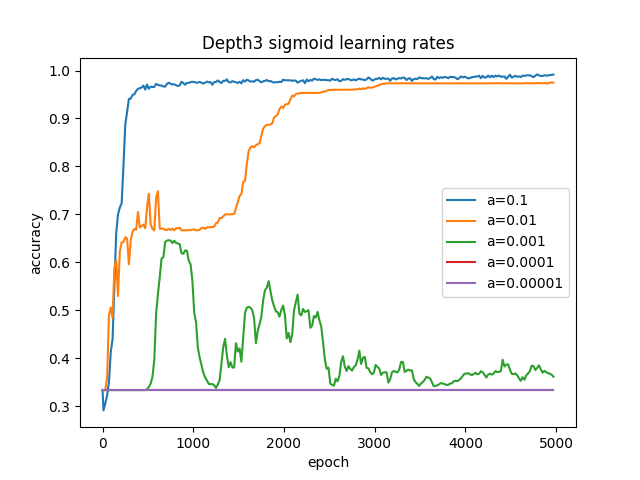 Depth3 sigmoid learning rates
1.0
0.9
0.8
0.7
0.6
0.5
0.4
0.3
accuracy
a=0.1
a=0.01
a=0.001
a=0.0001
a=0.00001
0
1000
2000
3000
4000
5000
epoch